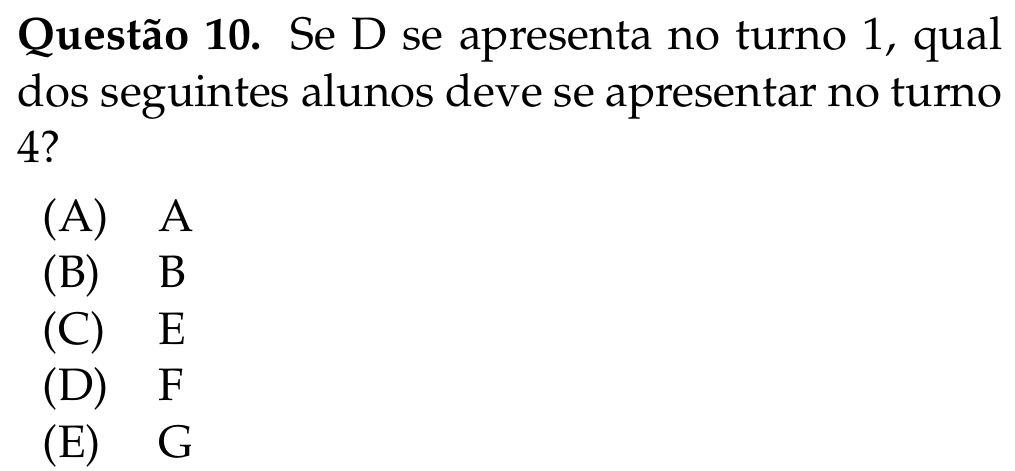 Questão 10. Se D se apresenta no turno 1, qual
dos seguintes alunos deve se apresentar no turno
4?
(A) A
(B) B
(C) E
(D) F
(E) G